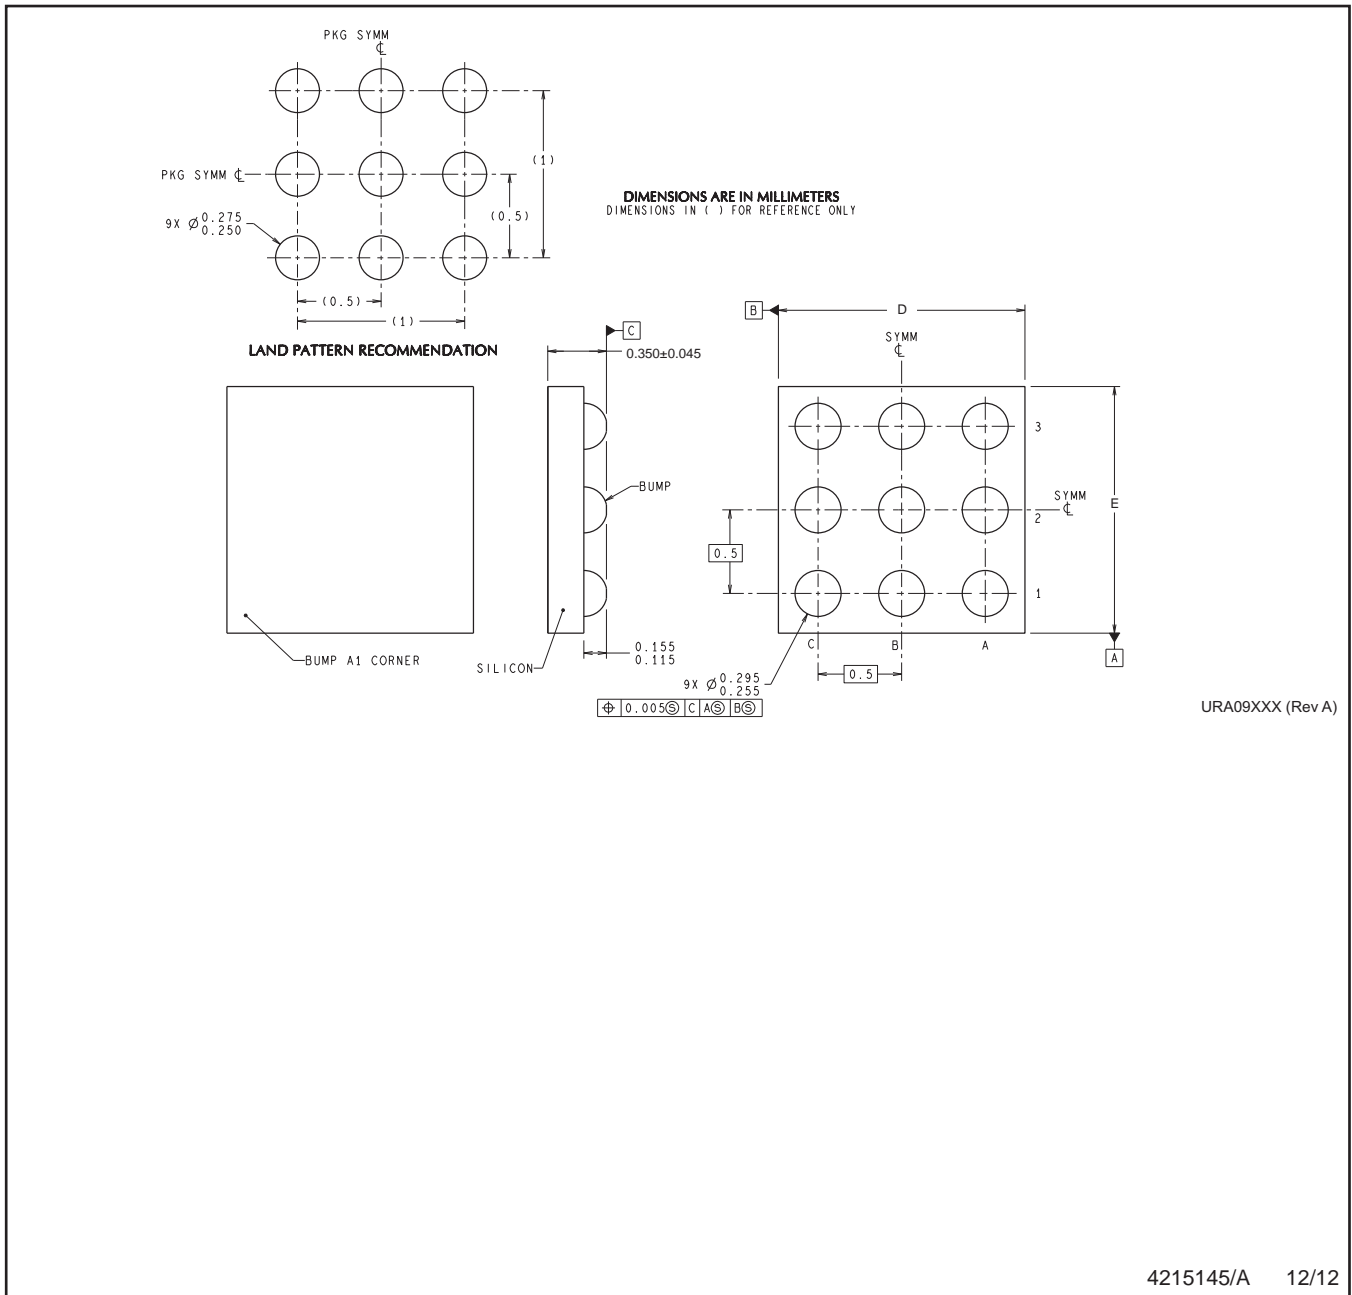 PKG SYMM
℄
PKG SYMM ℄
(1)
(0.5)
9X Ø 0.275
0.250
(0.5)
(1)
LAND PATTERN RECOMMENDATION
DIMENSIONS ARE IN MILLIMETERS
DIMENSIONS IN ( ) FOR REFERENCE ONLY
C
0.350±0.045
B
D
SYMM
℄
3
BUMP
SYMM
℄
E
2
0.5
1
BUMP A1 CORNER
SILICON
0.155
0.115
C
B
A
A
0.5
9X Ø 0.295
0.255
⌖ 0.005Ⓢ C AⓈ BⓈ
URA09XXX (Rev A)
4215145/A 12/12